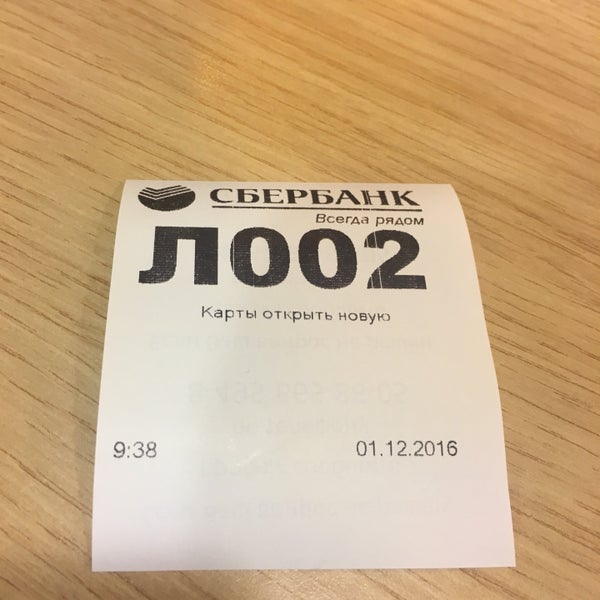 СБЕРБАНК
Всегда рядом
Л002
Карты открыть новую
9:38 01.12.2016